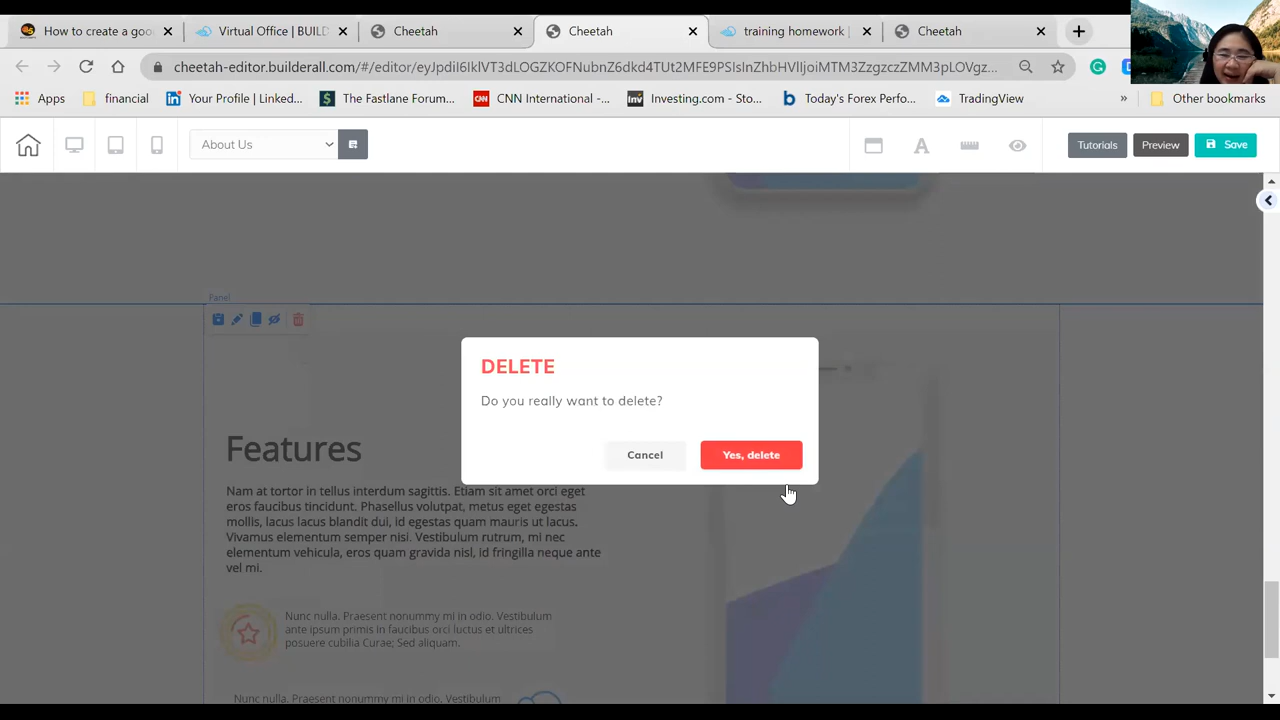 How to create a goo
Virtual Office | BUILD
Cheetah
Cheetah
training homework |
Cheetah
cheetah-editor.builderall.com/#/editor/
Apps
financial
Your Profile | Linked...
The Fastlane Forum...
CNN International -...
Investing.com - Sto...
Today's Forex Perfo...
TradingView
»
Other bookmarks
About Us
Tutorials
Preview
Save
Panel
DELETE
Do you really want to delete?
Cancel
Yes, delete
Features
Nam at tortor in tellus interdum sagittis. Etiam sit amet orci eget
eros faucibus tincidunt. Phasellus volutpat, metus eget egestas
mollis, lacus lacus blandit dui, id egestas quam mauris ut lacus.
Vivamus elementum semper nisi. Vestibulum rutrum, mi nec
elementum vehicula, eros quam gravida nisl, id fringilla neque ante
vel mi.
Nunc nulla. Praesent nonummy mi in odio. Vestibulum
ante ipsum primis in faucibus orci luctus et ultrices
posuere cubilia Curae; Sed aliquam.
Nunc nulla. Praesent nonummy mi in odio. Vestibulum